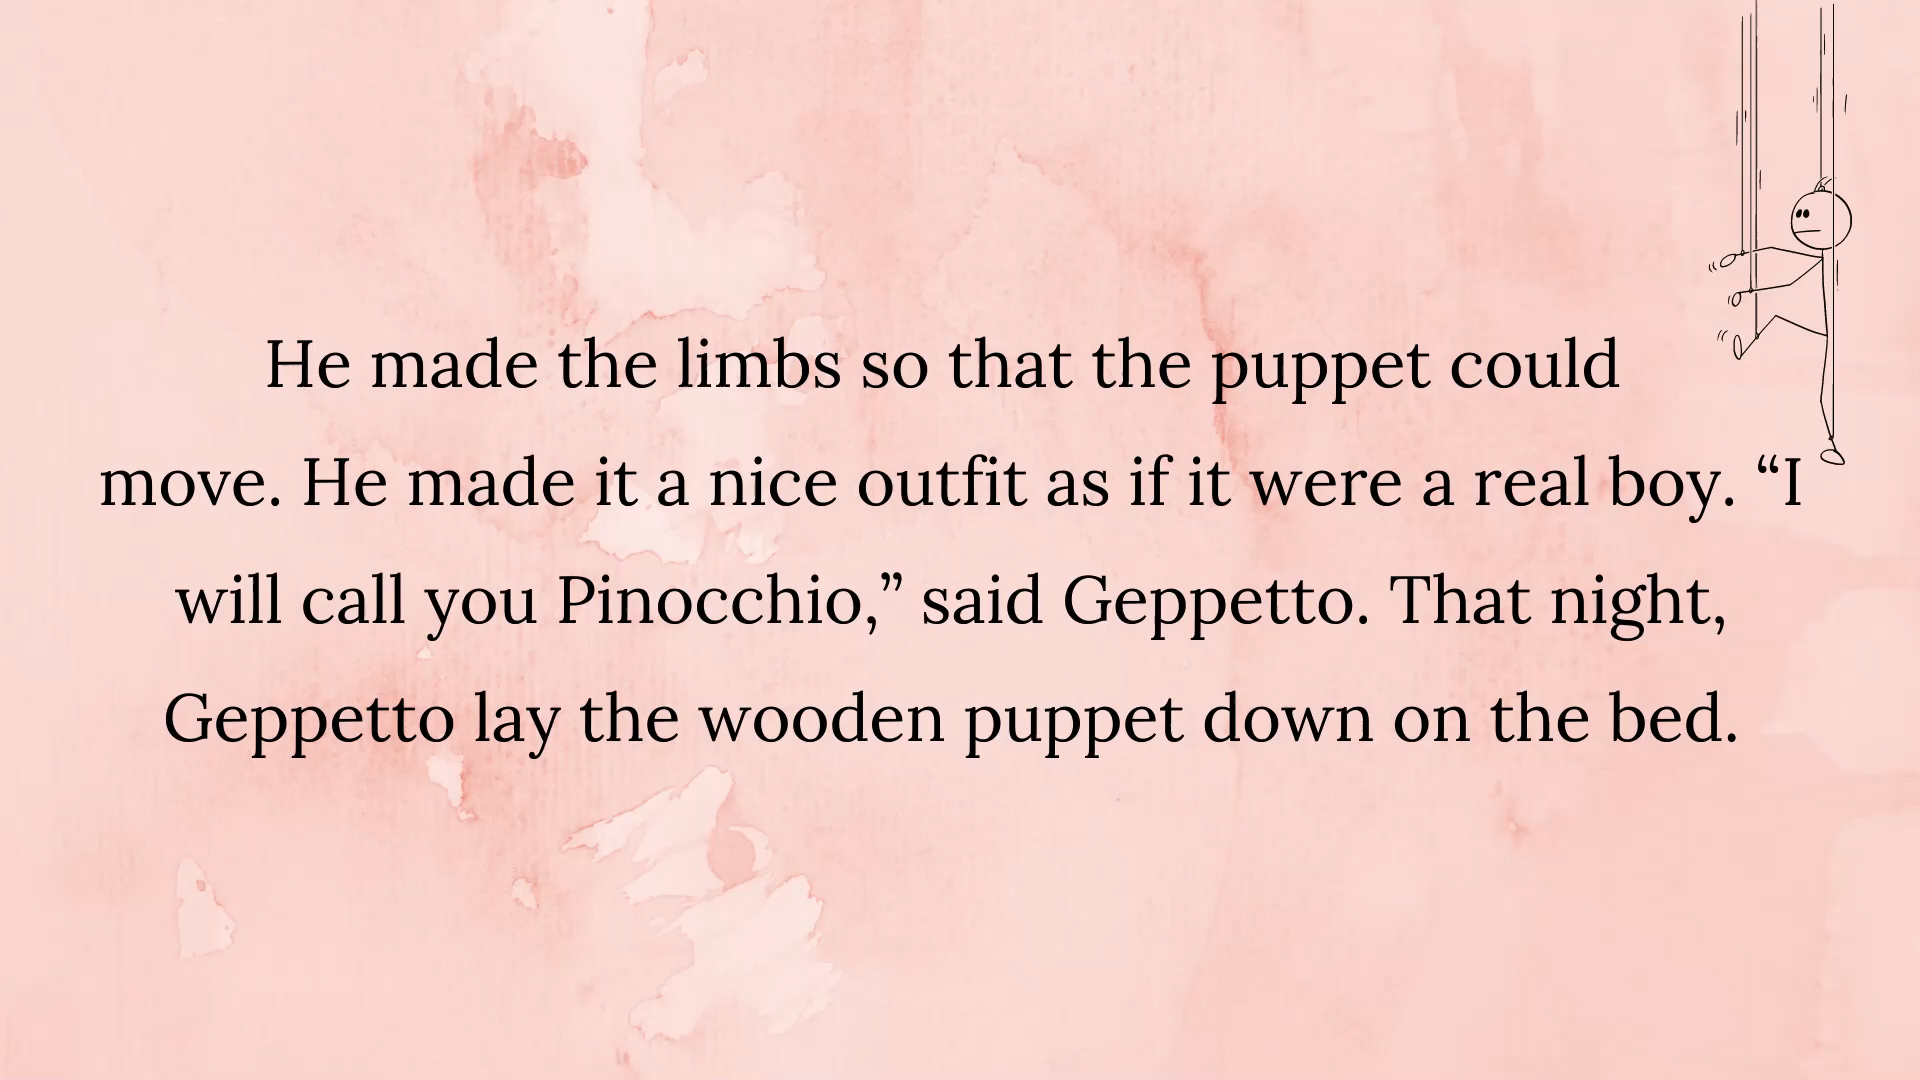 He made the limbs so that the puppet could
move. He made it a nice outfit as if it were a real boy. “I
will call you Pinocchio,” said Geppetto. That night,
Geppetto lay the wooden puppet down on the bed.